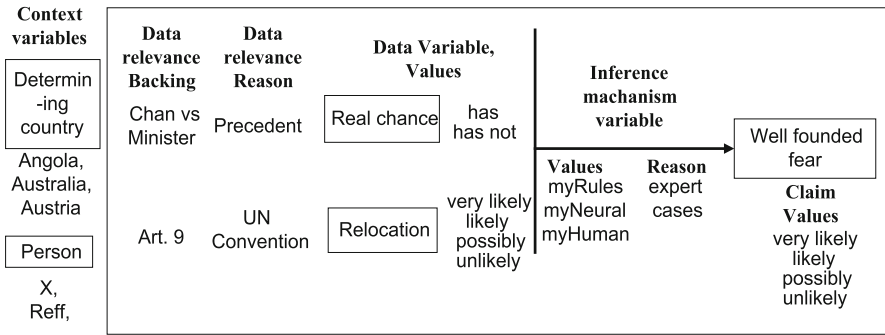 Context
variables
Determin
-ing
country
Angola,
Australia,
Austria
Person
X,
Reff,
Data
relevance
Backing
Chan vs
Minister
Art. 9
Data
relevance
Reason
Precedent
UN
Convention
Data Variable,
Values
Real chance
has
has not
Relocation
very likely
likely
possibly
unlikely
Inference
machanism
variable
Values
myRules
myNeural
myHuman
Reason
expert
cases
Well founded
fear
Claim
Values
very likely
likely
possibly
unlikely